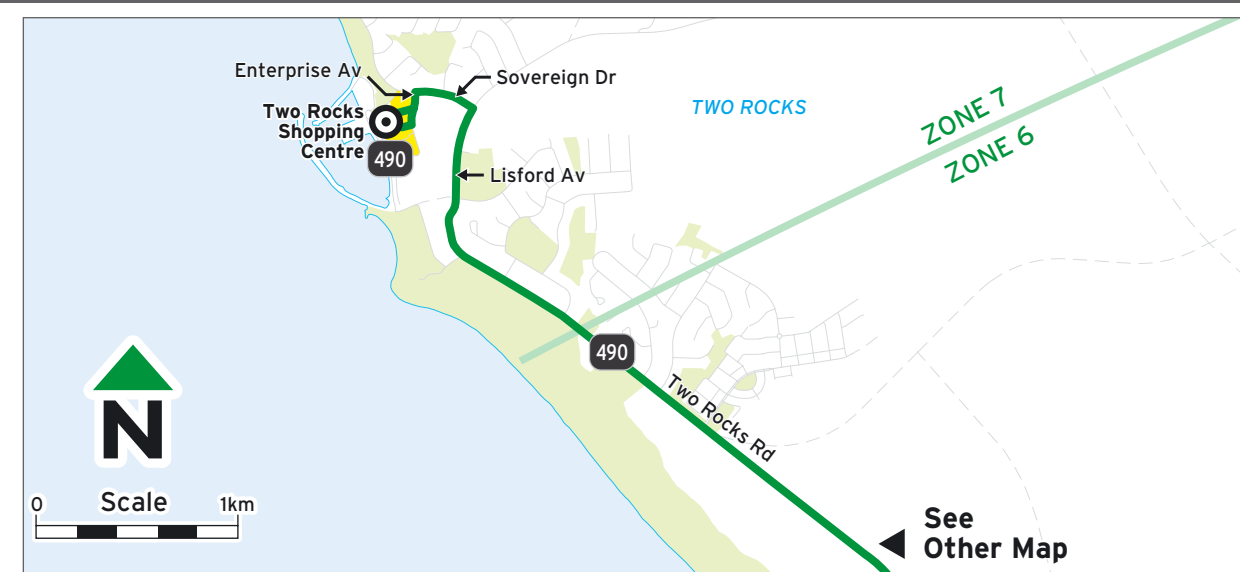 Enterprise Av
Sovereign Dr
Two Rocks
Shopping
Centre
490
TWO ROCKS
ZONE 7
ZONE 6
Lisford Av
490
Two Rocks Rd
N
0 Scale 1km
See
Other Map